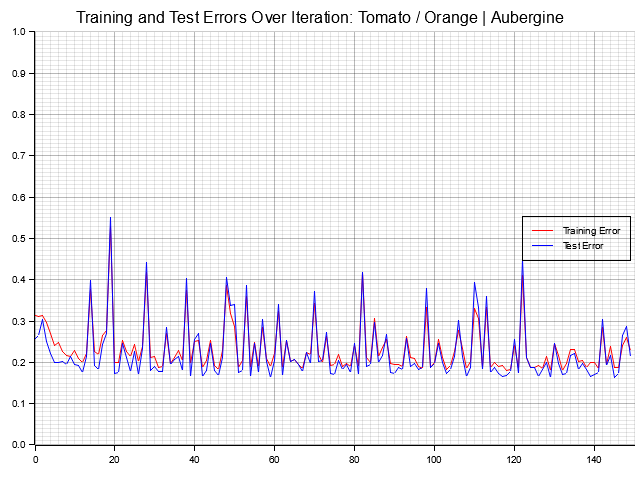 Training and Test Errors Over Iteration: Tomato / Orange | Aubergine
1.0
0.9
0.8
0.7
0.6
0.5
Training Error
Test Error
0.4
0.3
0.2
0.1
0.0
0 20 40 60 80 100 120 140